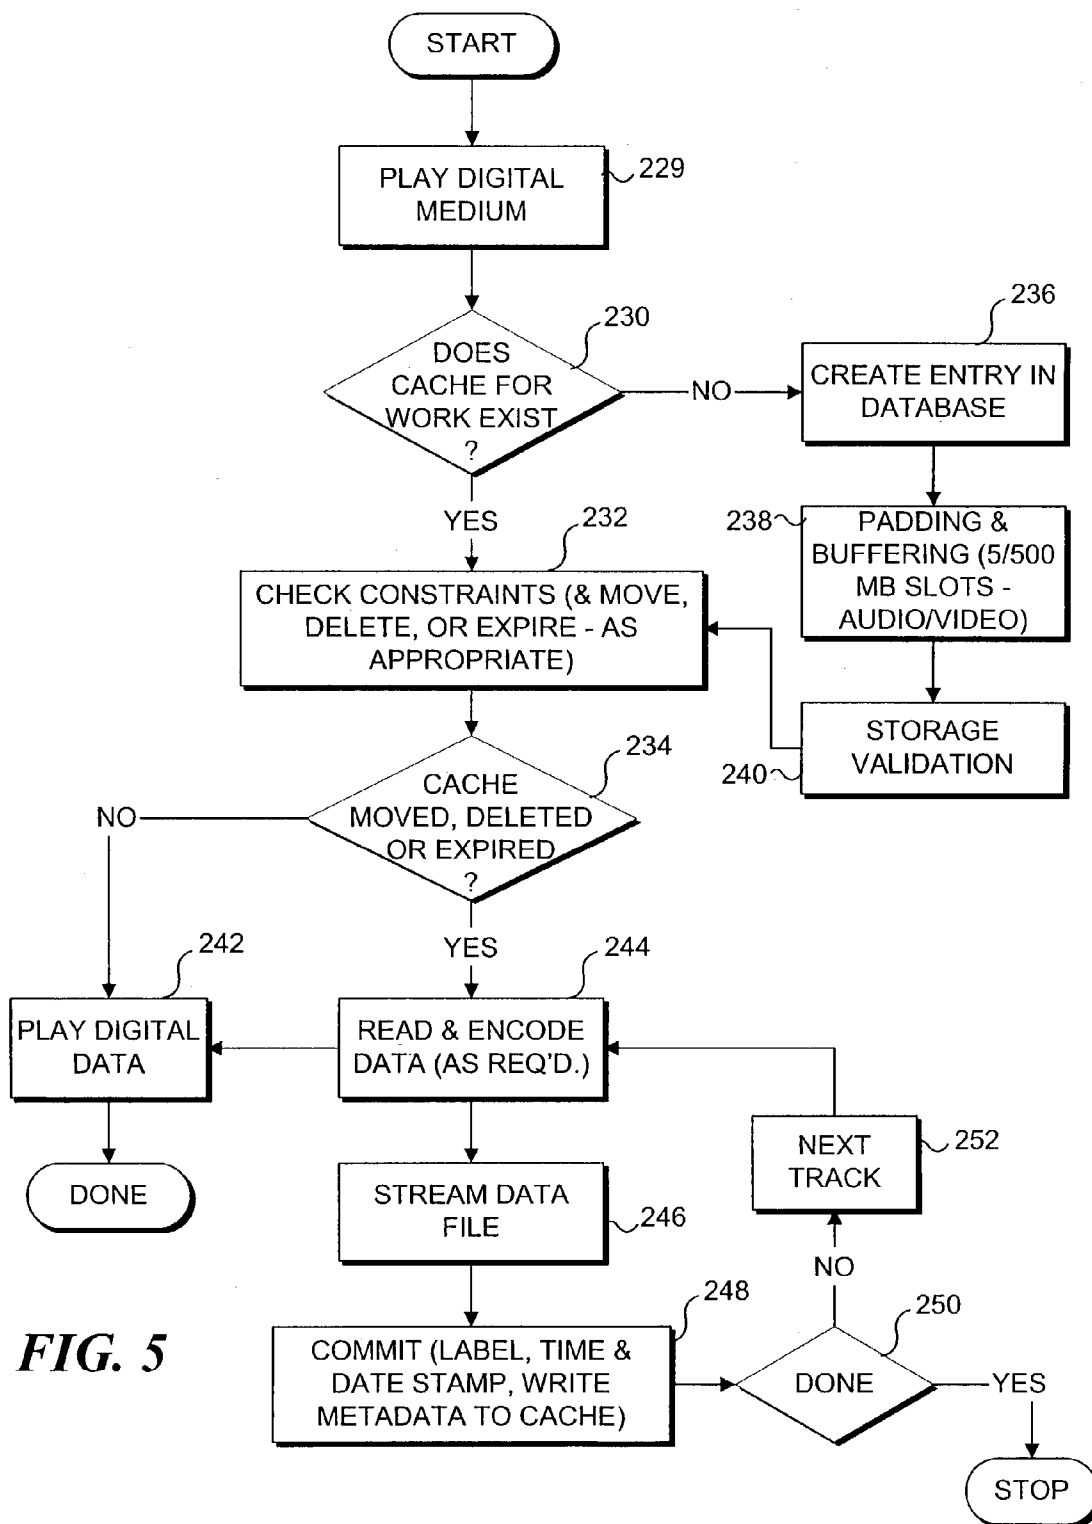 START
PLAY DIGITAL
MEDIUM
229
DOES
CACHE FOR
WORK EXIST
?
230
NO
CREATE ENTRY IN
DATABASE
236
YES
PADDING &
BUFFERING (5/500
MB SLOTS -
AUDIO/VIDEO)
238
CHECK CONSTRAINTS (& MOVE,
DELETE, OR EXPIRE - AS
APPROPRIATE)
232
STORAGE
VALIDATION
240
CACHE
MOVED, DELETED
OR EXPIRED
?
234
NO
YES
PLAY DIGITAL
DATA
242
READ & ENCODE
DATA (AS REQ'D.)
244
DONE
STREAM DATA
FILE
246
NEXT
TRACK
252
NO
COMMIT (LABEL, TIME &
DATE STAMP, WRITE
METADATA TO CACHE)
248
DONE
250
YES
STOP
FIG. 5